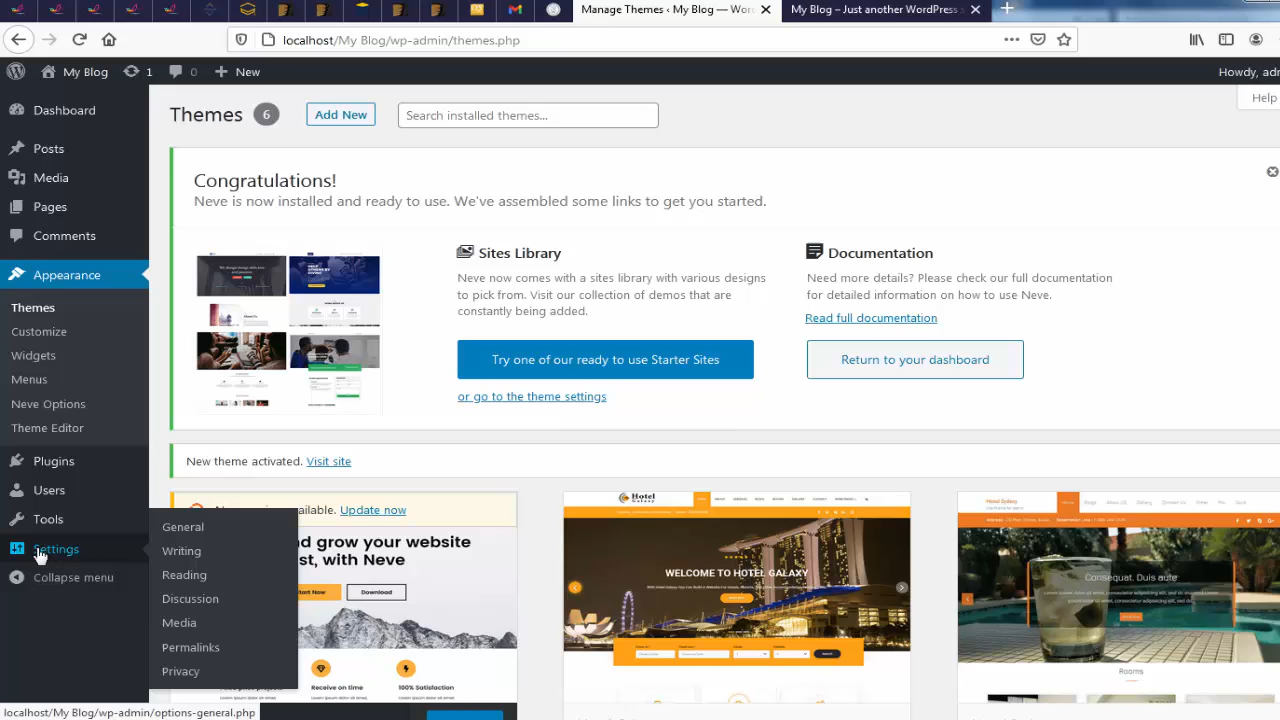 Manage Themes ‹ My Blog — Wor
My Blog – Just another WordPress s
localhost/My Blog/wp-admin/themes.php
My Blog
1
0
New
Howdy, adm
Help
Dashboard
Posts
Media
Pages
Comments
Appearance
Themes
Customize
Widgets
Menus
Neve Options
Theme Editor
Plugins
Users
Tools
Settings
Collapse menu
General
Writing
Reading
Discussion
Media
Permalinks
Privacy
Themes 6
Add New
Search installed themes...
Congratulations!
Neve is now installed and ready to use. We've assembled some links to get you started.
Sites Library
Neve now comes with a sites library with various designs
to pick from. Visit our collection of demos that are
constantly being added.
Try one of our ready to use Starter Sites
or go to the theme settings
Documentation
Need more details? Please check our full documentation
for detailed information on how to use Neve.
Read full documentation
Return to your dashboard
New theme activated. Visit site
available. Update now
and grow your website
st, with Neve
Download
Receive on time
100% Satisfaction
Hotel
Galaxy
WELCOME TO HOTEL GALAXY
Consequat. Duis aute
Rooms
localhost/My Blog/wp-admin/options-general.php